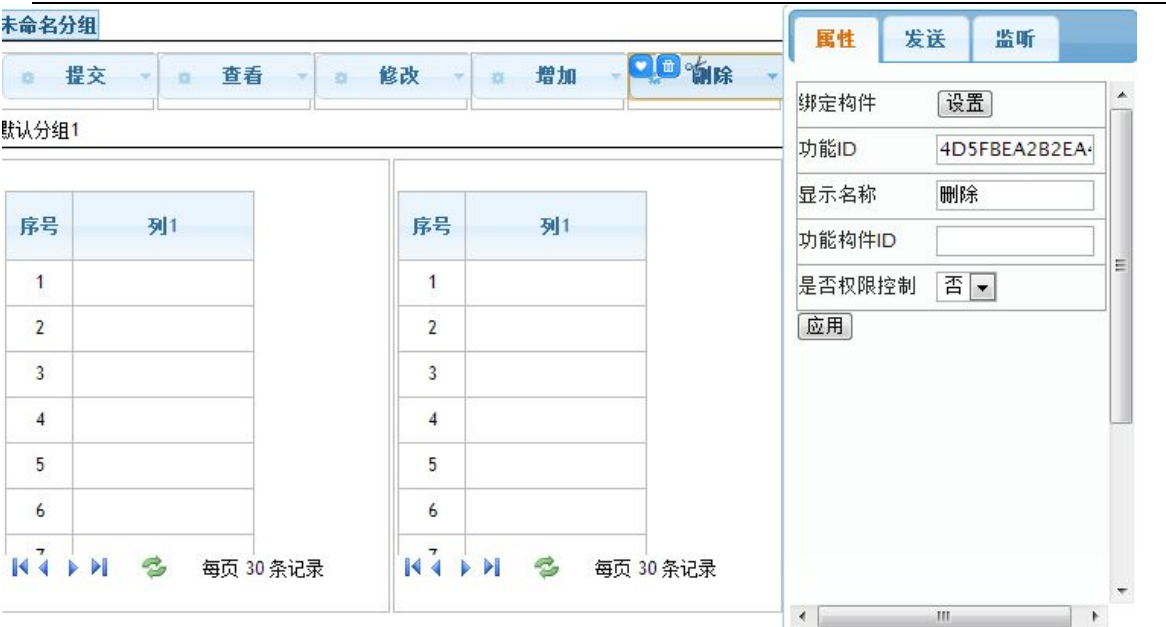 未命名分组
提交 查看 修改 增加 删除
默认分组1
序号 列1
1
2
3
4
5
6
7
每页 30 条记录
序号 列1
1
2
3
4
5
6
7
每页 30 条记录
属性 发送 监听
绑定构件 设置
功能ID 4D5FBEA2B2EA
显示名称 删除
功能构件ID
是否权限控制 否
应用